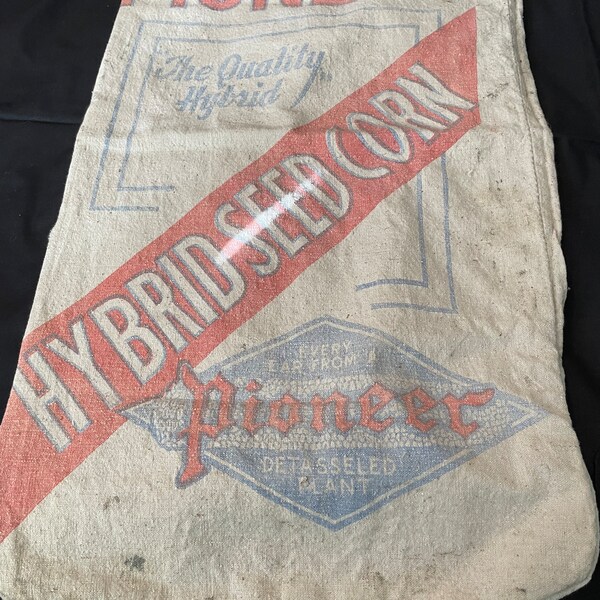 The Quality
Hybrid
HYBRID SEED CORN
EVERY
EAR FROM A
Pioneer
DETASSELED
PLANT